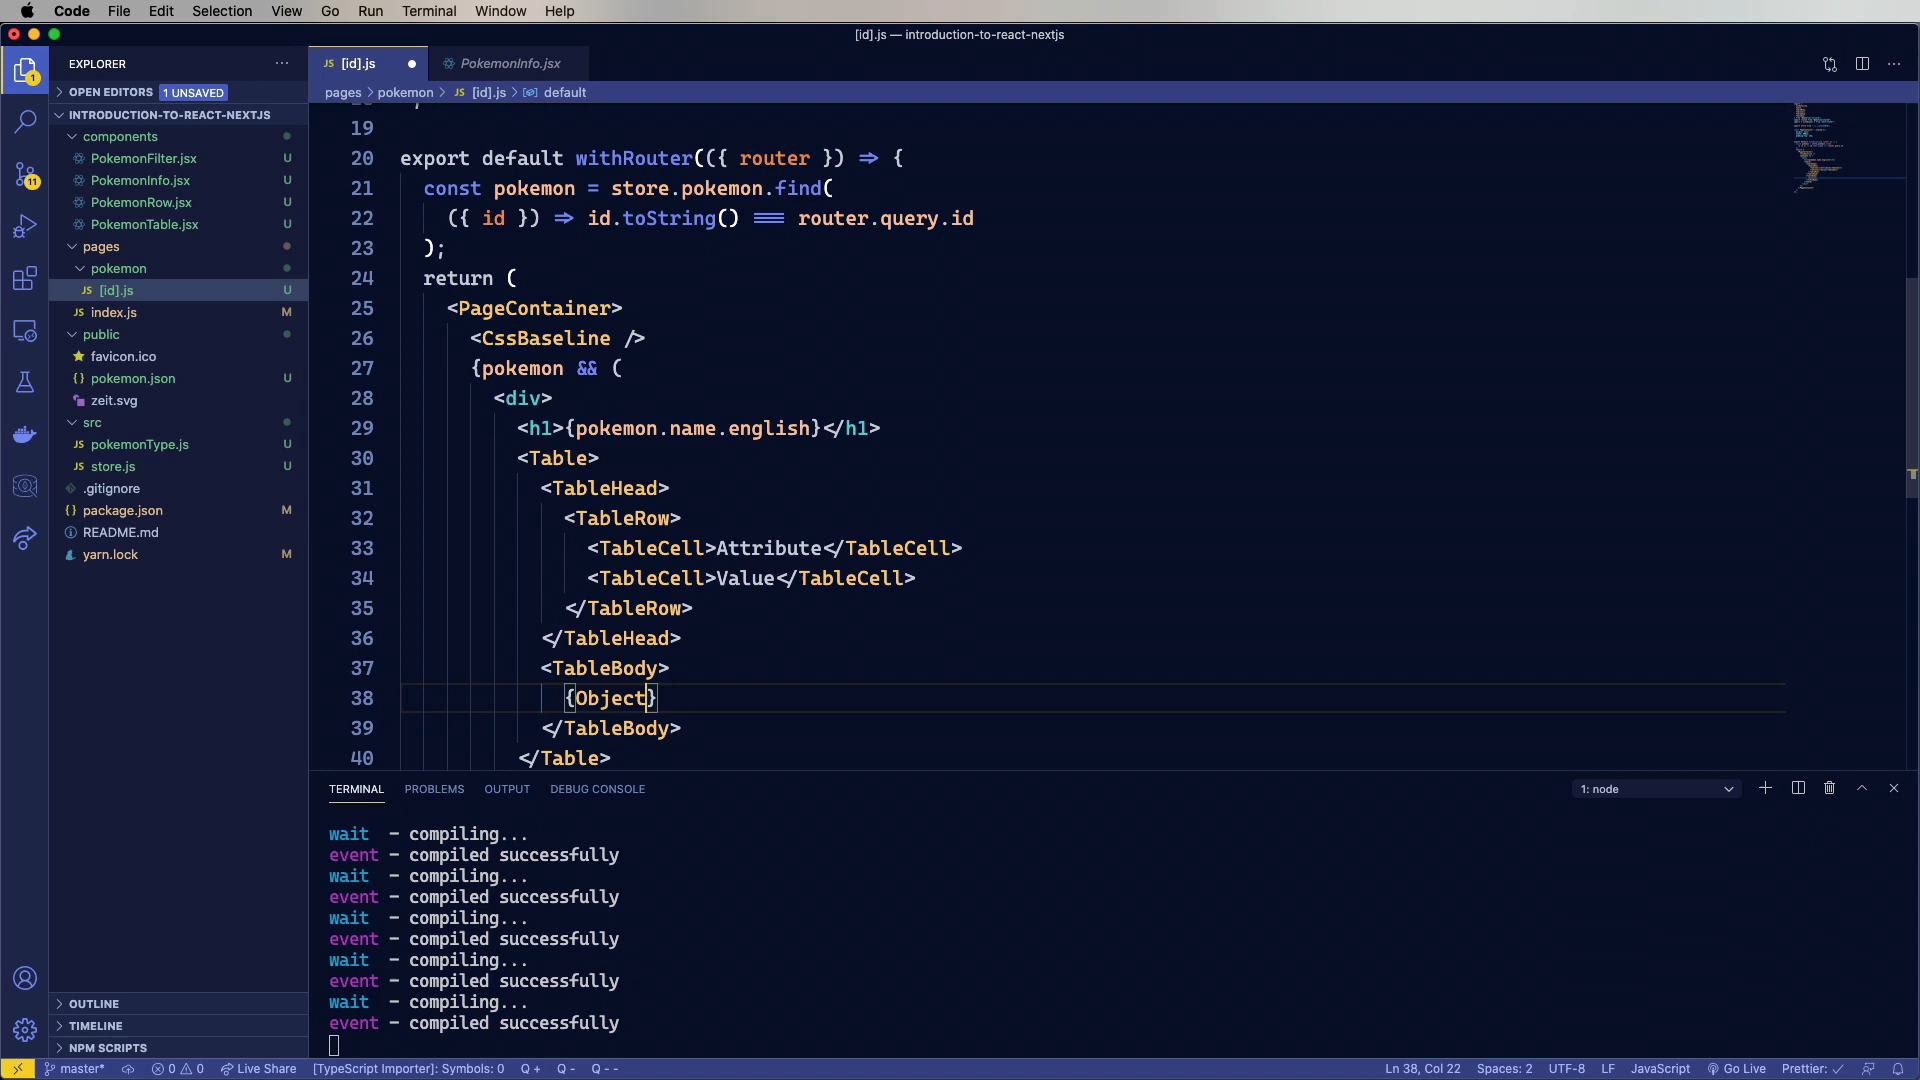 Code File Edit Selection View Go Run Terminal Window Help
[id].js — introduction-to-react-nextjs
EXPLORER
OPEN EDITORS 1 UNSAVED
INTRODUCTION-TO-REACT-NEXTJS
components
PokemonFilter.jsx U
PokemonInfo.jsx U
PokemonRow.jsx U
PokemonTable.jsx U
pages
pokemon
JS [id].js U
JS index.js M
public
favicon.ico
{} pokemon.json U
zeit.svg
src
JS pokemonType.js U
JS store.js U
.gitignore
{} package.json M
README.md
yarn.lock M
OUTLINE
TIMELINE
NPM SCRIPTS
1
11
JS [id].js
PokemonInfo.jsx
pages > pokemon > JS [id].js > default
19
20 export default withRouter(({ router }) => {
21 const pokemon = store.pokemon.find(
22 ({ id }) => id.toString() === router.query.id
23 );
24 return (
25 <PageContainer>
26 <CssBaseline />
27 {pokemon && (
28 <div>
29 <h1>{pokemon.name.english}</h1>
30 <Table>
31 <TableHead>
32 <TableRow>
33 <TableCell>Attribute</TableCell>
34 <TableCell>Value</TableCell>
35 </TableRow>
36 </TableHead>
37 <TableBody>
38 {Object}
39 </TableBody>
40 </Table>
TERMINAL PROBLEMS OUTPUT DEBUG CONSOLE 1: node
wait - compiling...
event - compiled successfully
wait - compiling...
event - compiled successfully
wait - compiling...
event - compiled successfully
wait - compiling...
event - compiled successfully
wait - compiling...
event - compiled successfully
master* 0 0 Live Share [TypeScript Importer]: Symbols: 0 Q + Q - Q - - Ln 38, Col 22 Spaces: 2 UTF-8 LF JavaScript Go Live Prettier: ✓